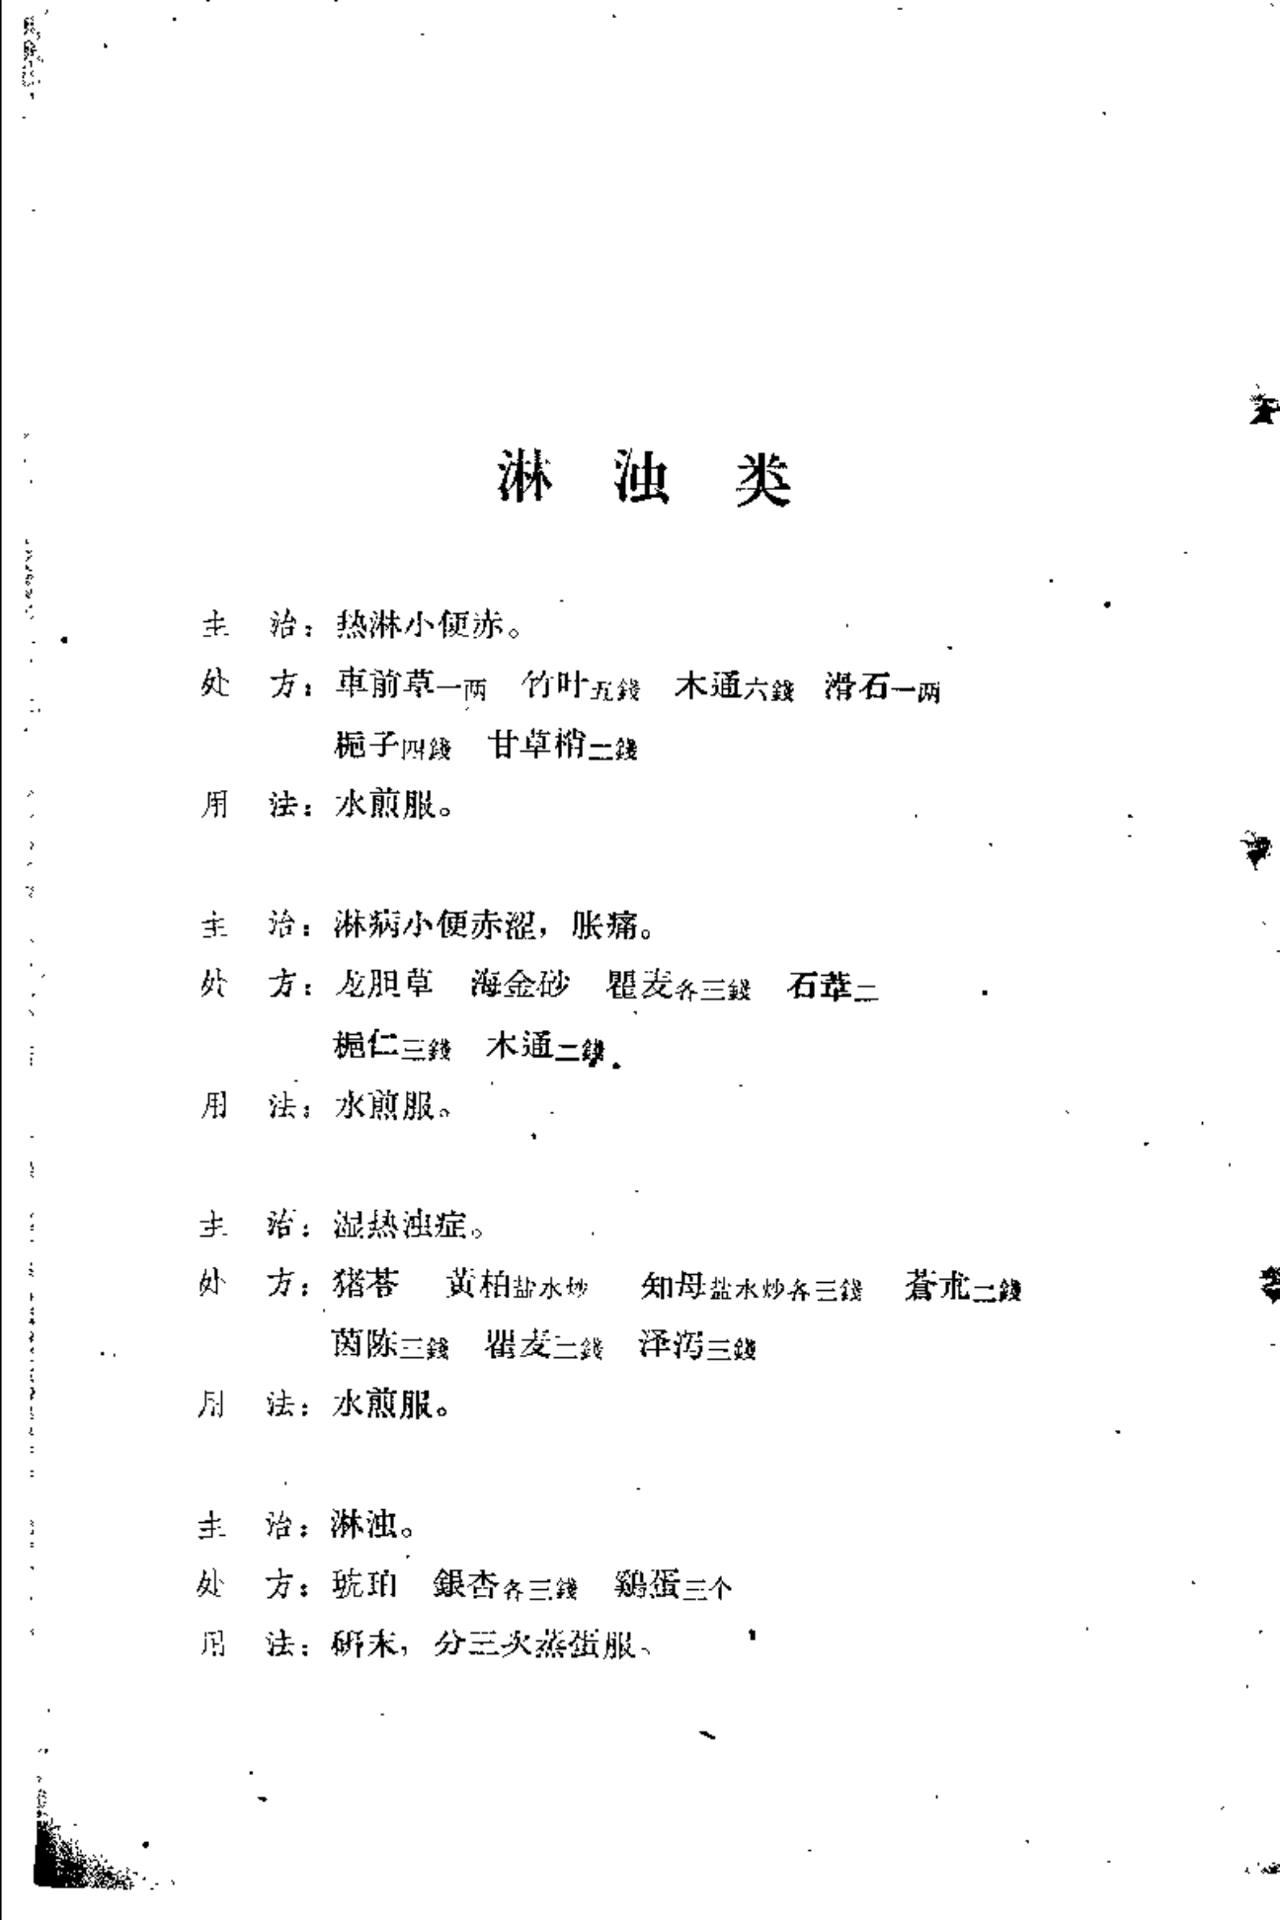 淋浊类
主治：热淋小便赤。
处方：車前草一两 竹叶五錢 木通六錢 滑石一两
栀子四錢 甘草梢二錢
用法：水煎服。
主治：淋病小便赤涩，胀痛。
处方：龙胆草 海金砂 瞿麦各三錢 石苇二
栀仁三錢 木通二錢
用法：水煎服。
主治：湿热浊症。
处方：猪苓 黄柏盐水炒 知母盐水炒各三錢 蒼朮二錢
茵陈三錢 瞿麦二錢 泽泻三錢
用法：水煎服。
主治：淋浊。
处方：琥珀 銀杏各三錢 鷄蛋三个
用法：研末，分三次蒸蛋服。